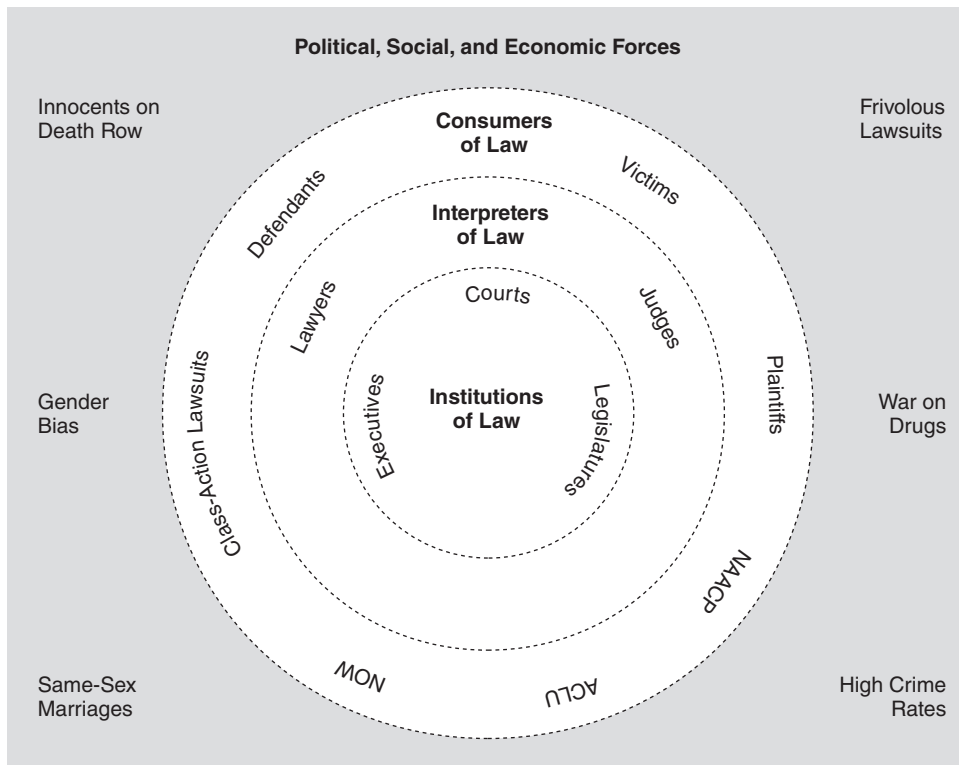 Political, Social, and Economic Forces
Innocents on
Death Row
Frivolous
Lawsuits
Consumers
of Law
Defendants
Victims
Interpreters
of Law
Lawyers
Judges
Courts
Class-Action Lawsuits
Plaintiffs
Gender
Bias
Executives
Institutions
of Law
Legislatures
War on
Drugs
NAACP
NOW
ACLU
Same-Sex
Marriages
High Crime
Rates